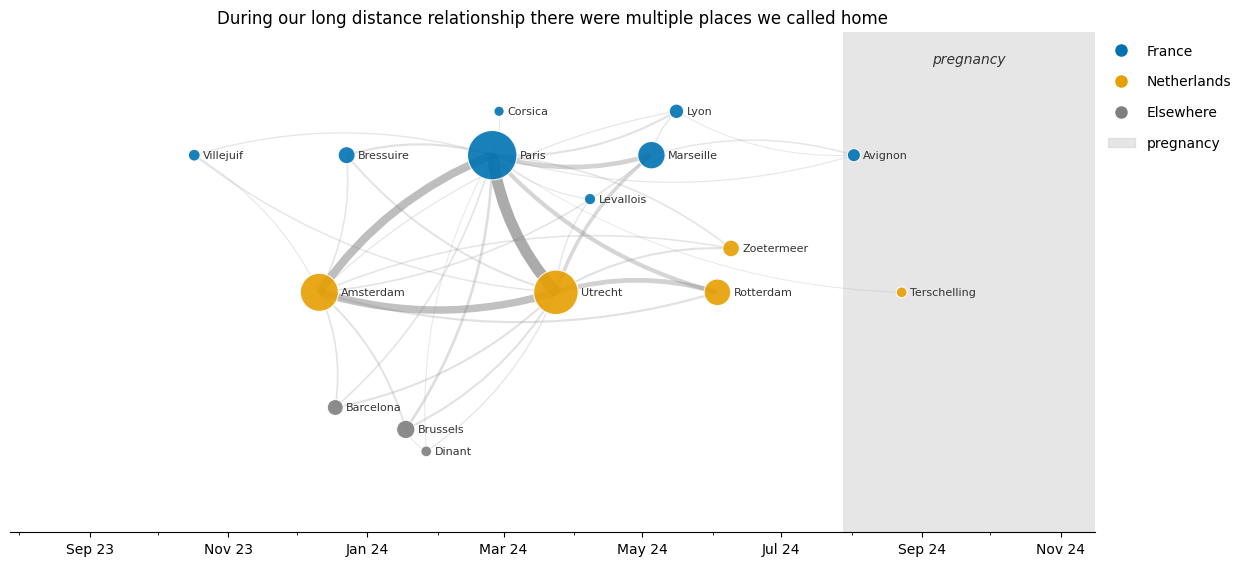 During our long distance relationship there were multiple places we called home
pregnancy
France
Netherlands
Elsewhere
pregnancy
Corsica
Lyon
Villejuif
Bressuire
Paris
Marseille
Avignon
Levallois
Zoetermeer
Amsterdam
Utrecht
Rotterdam
Terschelling
Barcelona
Brussels
Dinant
Sep 23
Nov 23
Jan 24
Mar 24
May 24
Jul 24
Sep 24
Nov 24